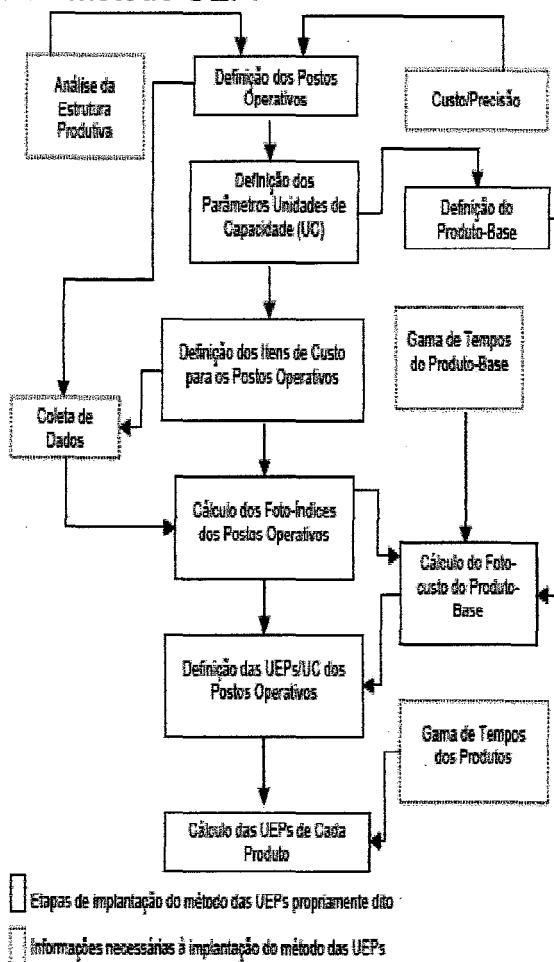 Análise da
Estrutura
Produtiva
Definição dos Postos
Operativos
Custo/Precisão
Definição dos
Parâmetros Unidades de
Capacidade (UC)
Definição do
Produto-Base
Definição dos Itens de Custo
para os Postos Operativos
Gama de Tempos
do Produto-Base
Coleta de
Dados
Cálculo dos Foto-Índices
dos Postos Operativos
Cálculo do Foto-
custo do Produto-
Base
Definição das UEPs/UC dos
Postos Operativos
Gama de Tempos
dos Produtos
Cálculo das UEPs de Cada
Produto
Etapas de implantação do método das UEPs propriamente dito
Informações necessárias à implantação do método das UEPs